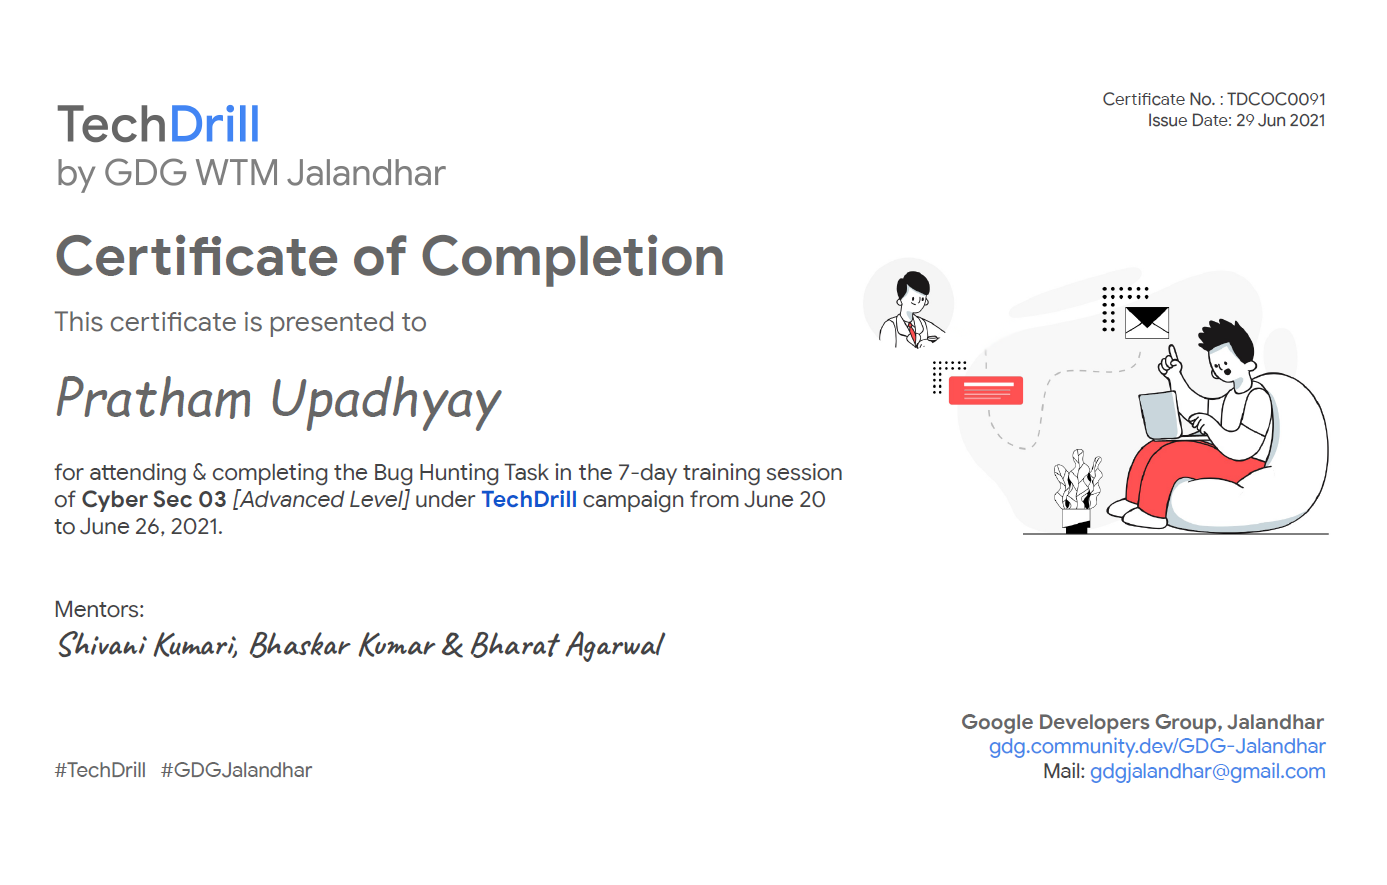 TechDrill
by GDG WTM Jalandhar
Certificate No. : TDCOC0091
Issue Date: 29 Jun 2021
Certificate of Completion
This certificate is presented to
Pratham Upadhyay
for attending & completing the Bug Hunting Task in the 7-day training session
of Cyber Sec 03 [Advanced Level] under TechDrill campaign from June 20
to June 26, 2021.
Mentors:
Shivani Kumari, Bhaskar Kumar & Bharat Agarwal
Google Developers Group, Jalandhar
gdg.community.dev/GDG-Jalandhar
Mail: gdgjalandhar@gmail.com
#TechDrill #GDGJalandhar